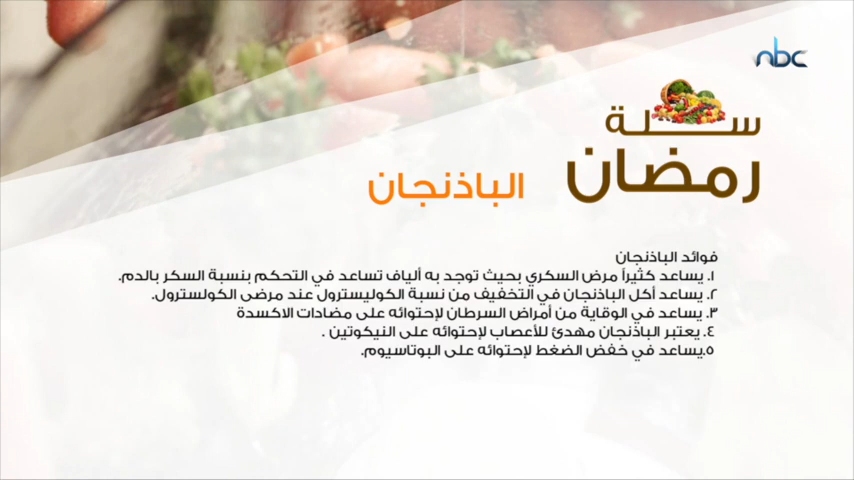 nbc
سلة
رمضان
الباذنجان
فوائد الباذنجان
١. يساعد كثيراً مرض السكري بحيث توجد به ألياف تساعد في التحكم بنسبة السكر بالدم.
٢. يساعد أكل الباذنجان في التخفيف من نسبة الكوليسترول عند مرضى الكولسترول.
٣. يساعد في الوقاية من أمراض السرطان لإحتوائه على مضادات الاكسدة
٤. يعتبر الباذنجان مهدئ للأعصاب لإحتوائه على النيكوتين .
٥.يساعد في خفض الضغط لإحتوائه على البوتاسيوم.